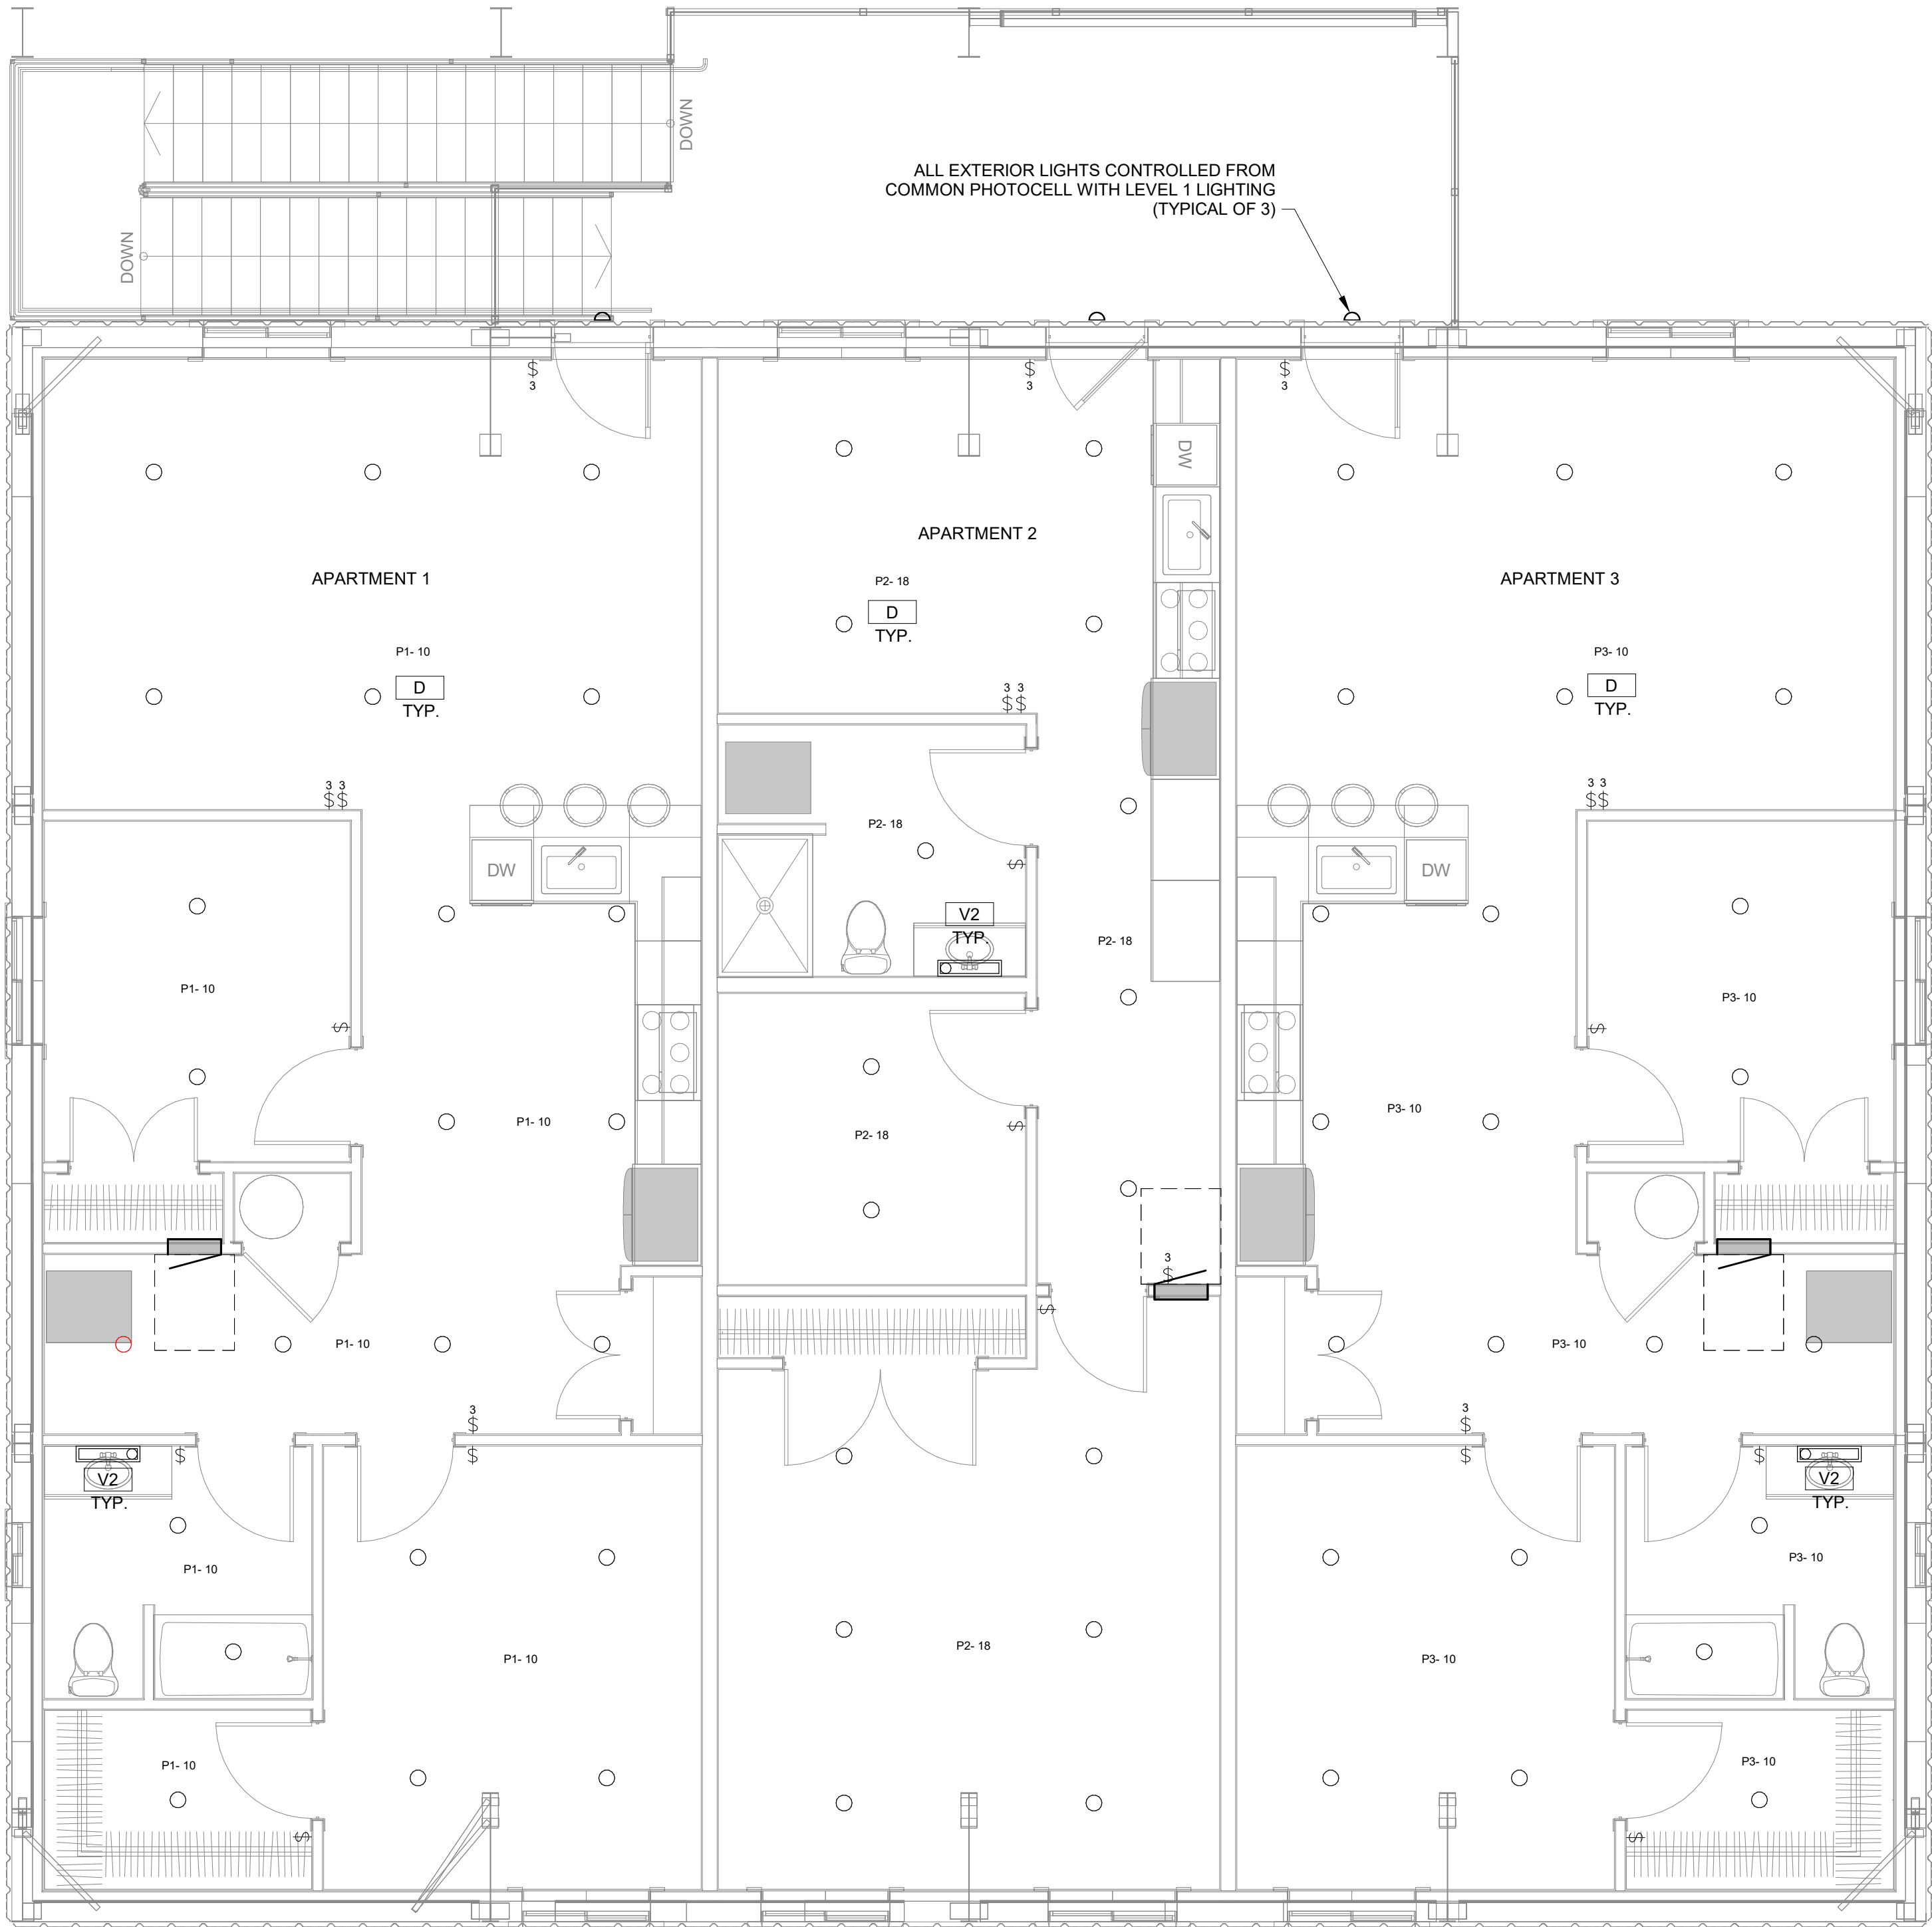 DOWN
DOWN
ALL EXTERIOR LIGHTS CONTROLLED FROM
COMMON PHOTOCELL WITH LEVEL 1 LIGHTING
(TYPICAL OF 3)
$
3
$
3
$
3
DW
APARTMENT 2
APARTMENT 1
APARTMENT 3
P2- 18
D
TYP.
P1- 10
D
TYP.
P3- 10
D
TYP.
3 3
$ $
3 3
$ $
3 3
$ $
P2- 18
$
DW
DW
V2
TYP.
P2- 18
P1- 10
P3- 10
$
$
P1- 10
P3- 10
$
P2- 18
3
$
$
P1- 10
P3- 10
3
$
3
$
$
$
$
$
V2
TYP.
V2
TYP.
P1- 10
P3- 10
P2- 18
P1- 10
P3- 10
P1- 10
P3- 10
$
$